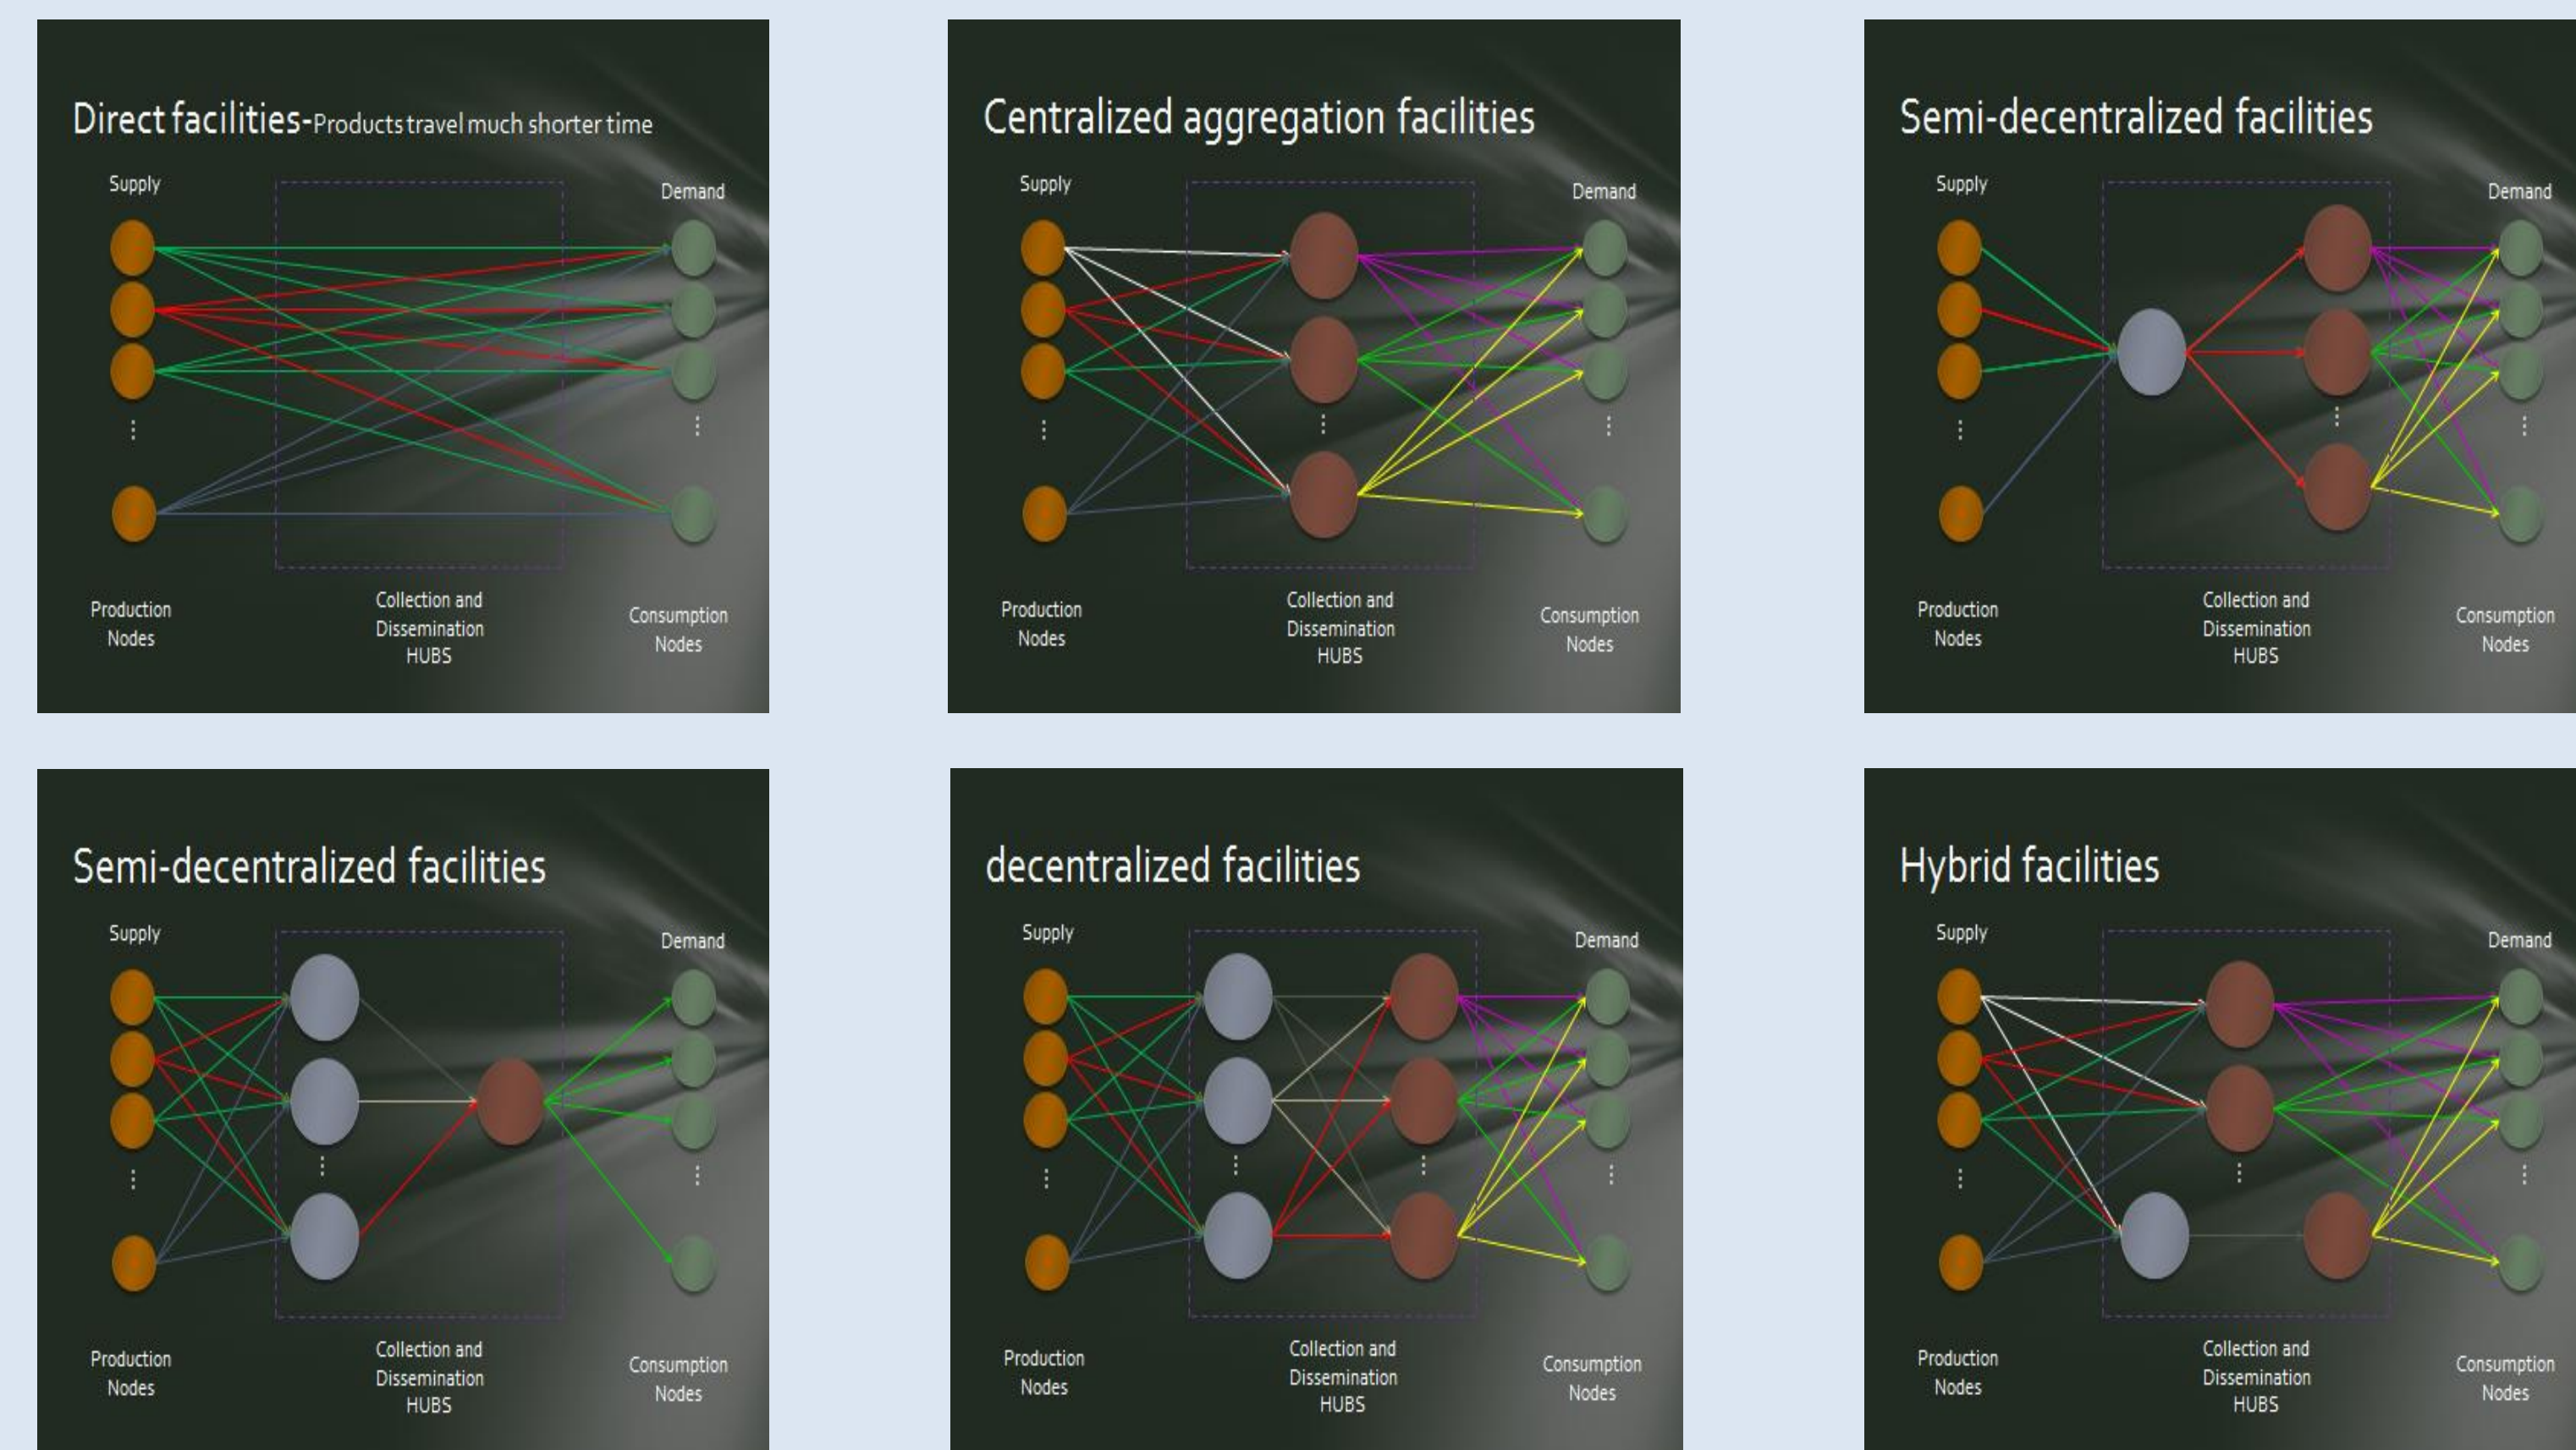 Direct facilities-Products travel much shorter time
Supply
Demand
Production
Nodes
Collection and
Dissemination
HUBS
Consumption
Nodes
Centralized aggregation facilities
Supply
Demand
Production
Nodes
Collection and
Dissemination
HUBS
Consumption
Nodes
Semi-decentralized facilities
Supply
Demand
Production
Nodes
Collection and
Dissemination
HUBS
Consumption
Nodes
Semi-decentralized facilities
Supply
Demand
Production
Nodes
Collection and
Dissemination
HUBS
Consumption
Nodes
decentralized facilities
Supply
Demand
Production
Nodes
Collection and
Dissemination
HUBS
Consumption
Nodes
Hybrid facilities
Supply
Demand
Production
Nodes
Collection and
Dissemination
HUBS
Consumption
Nodes